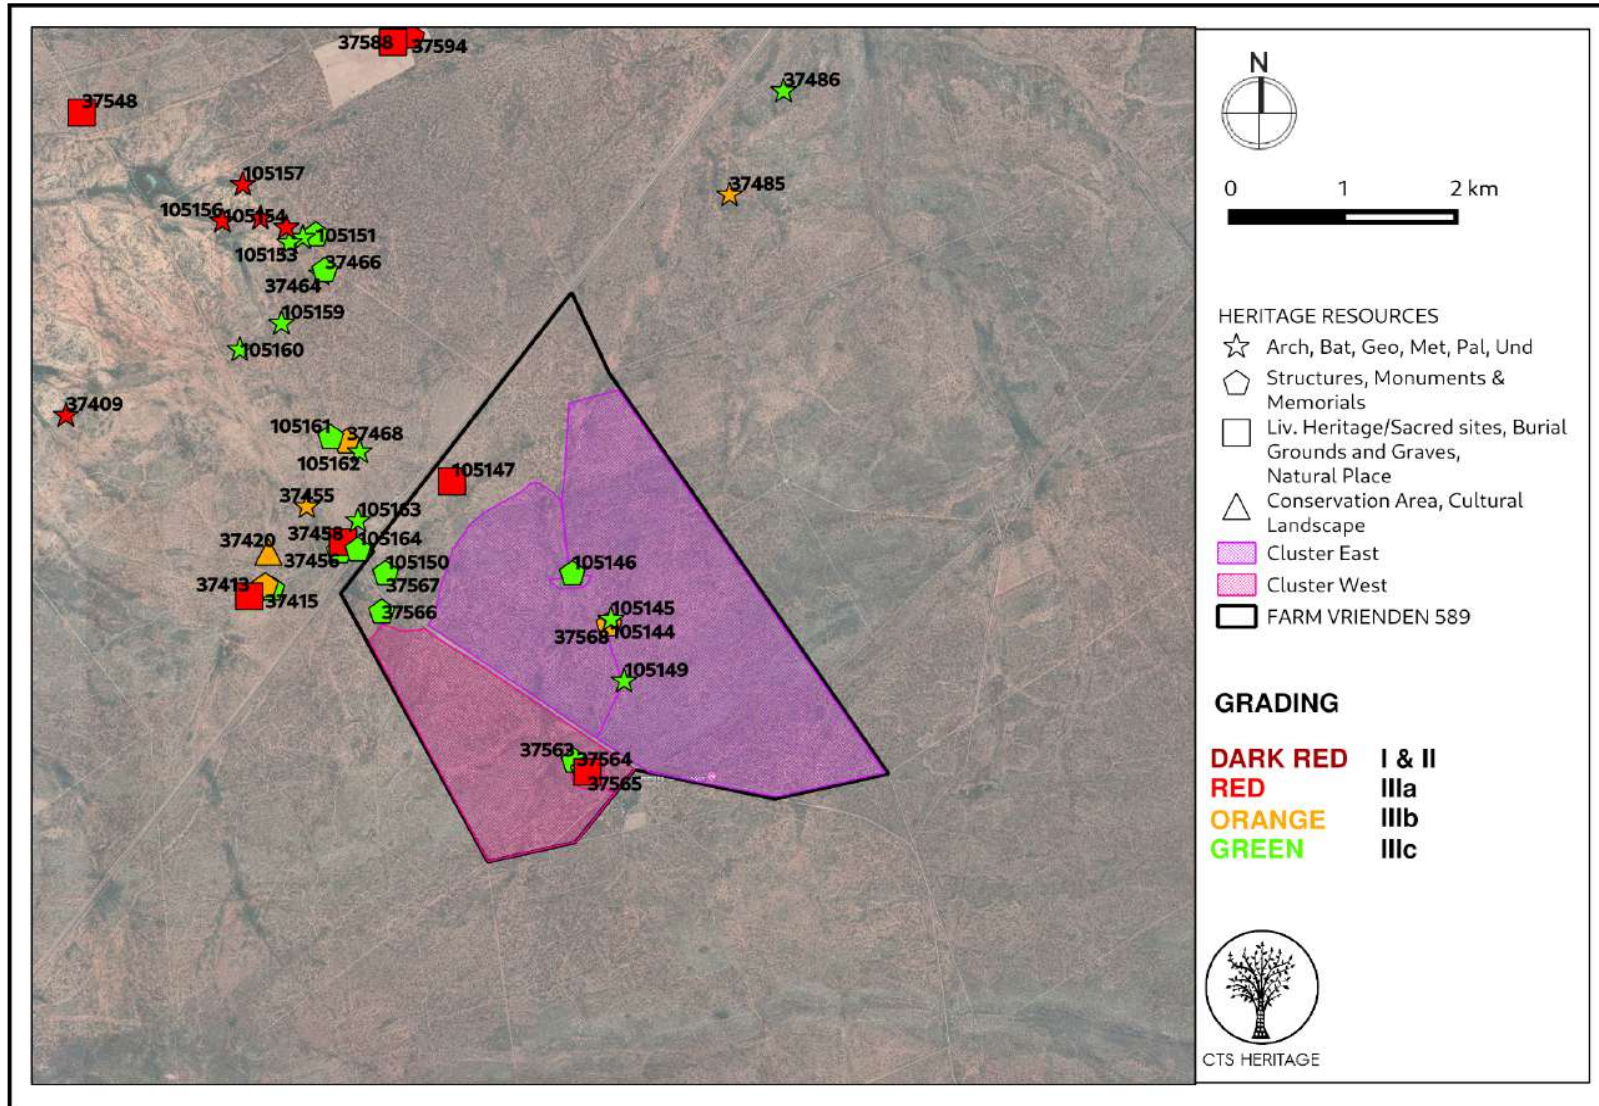 37588
37594
37548
37486
37485
105157
105156
105154
105151
105153
37466
37464
105159
105160
37409
105161
37468
105162
105147
37455
105163
37458
105164
37420
37456
105150
105146
37567
37413
37415
37566
105145
37568
105144
105149
37563
37564
37565
N
0 1 2 km
HERITAGE RESOURCES
Arch, Bat, Geo, Met, Pal, Und
Structures, Monuments &
Memorials
Liv. Heritage/Sacred sites, Burial
Grounds and Graves,
Natural Place
Conservation Area, Cultural
Landscape
Cluster East
Cluster West
FARM VRIENDEN 589
GRADING
DARK RED I & II
RED IIIa
ORANGE IIIb
GREEN IIIc
CTS HERITAGE